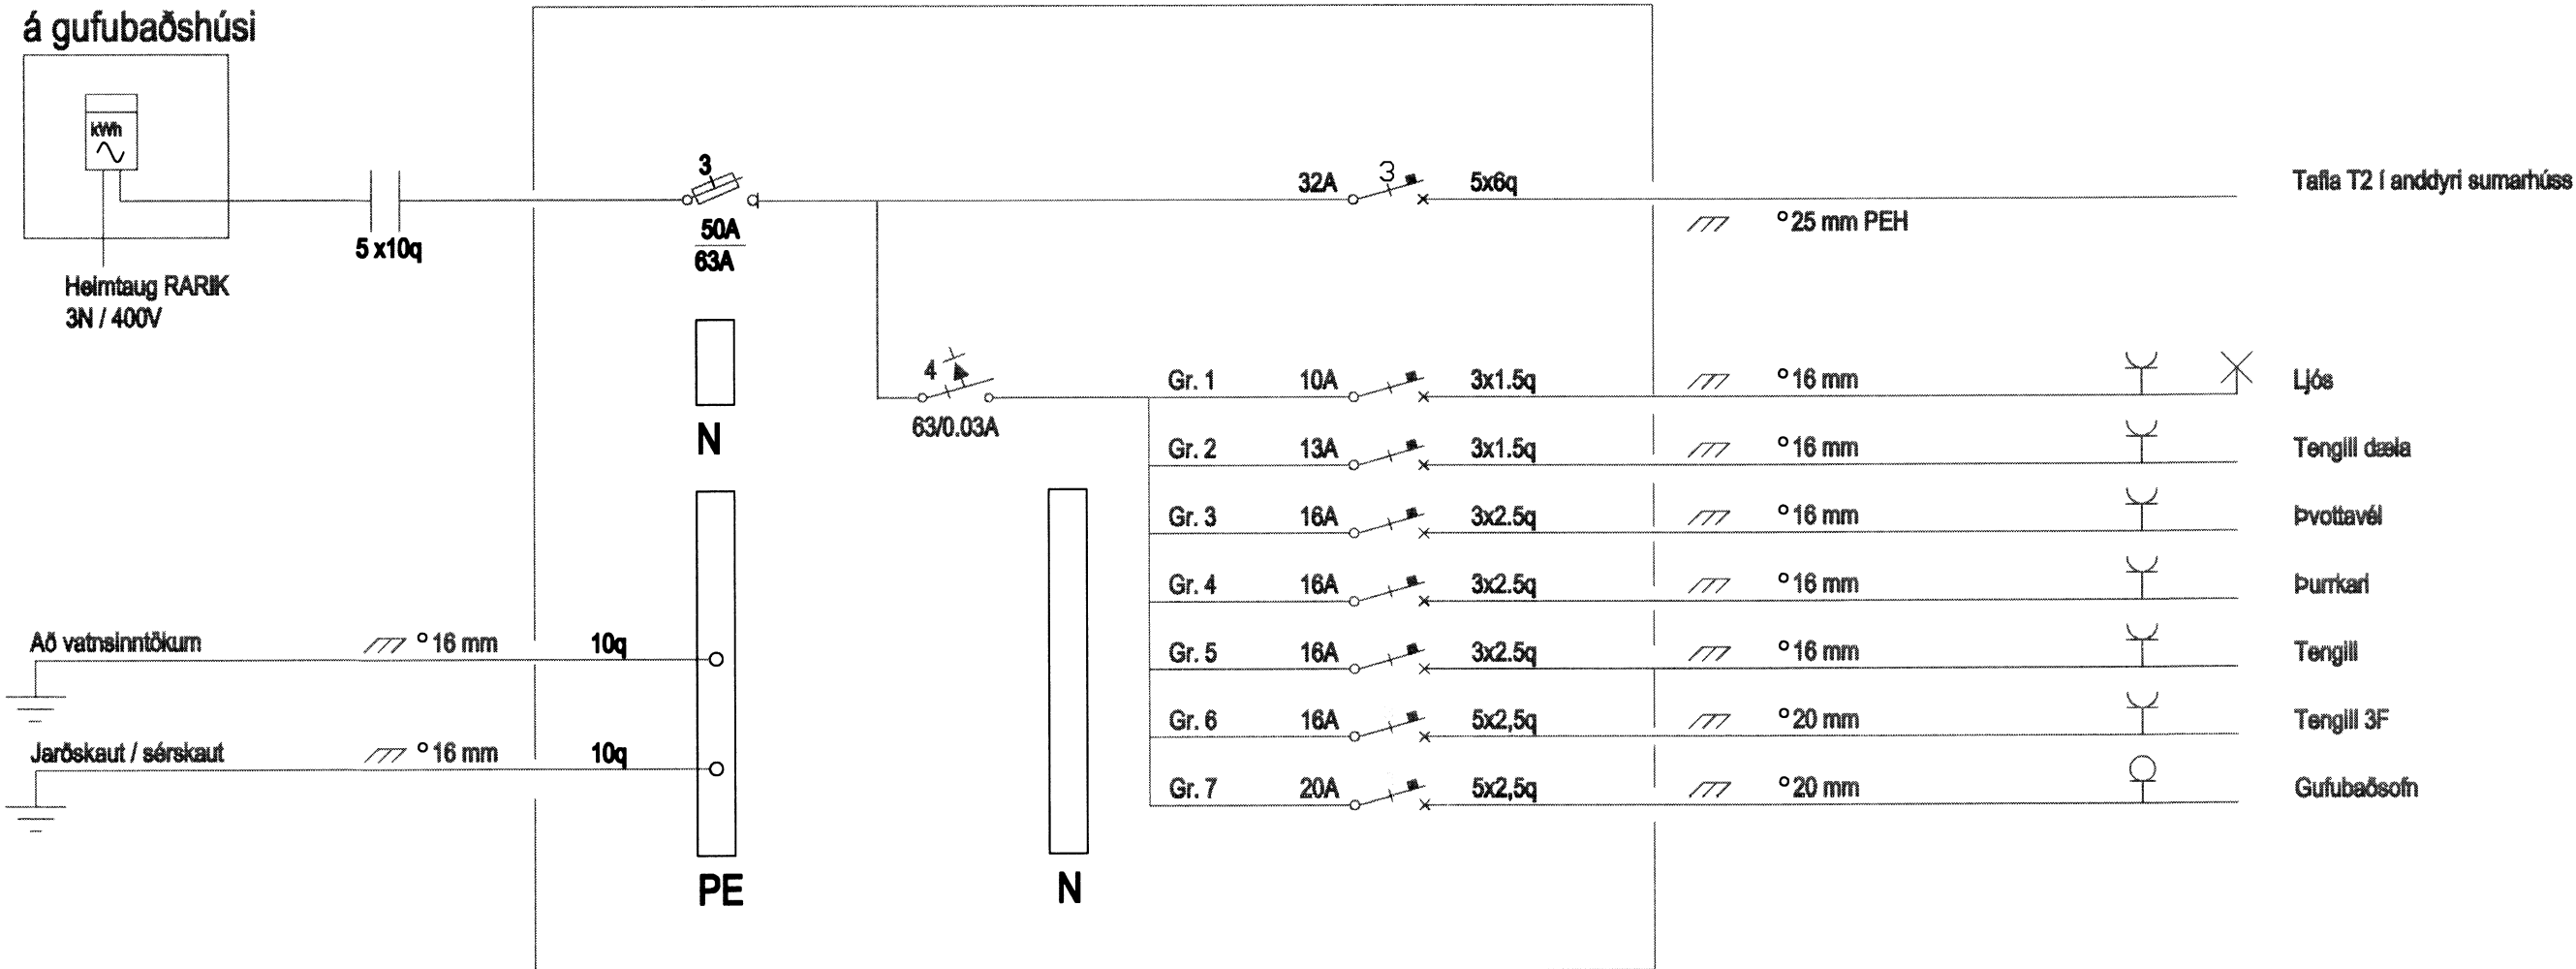 á gufubaðshúsi
kWh
Heimtaug RARIK
3N / 400V
5 x10q
3
50A
63A
32A
3
5x6q
° 25 mm PEH
Tafla T2 í anddyri sumarhúss
N
4
63/0.03A
Gr. 1 10A 3x1.5q ° 16 mm Ljós
Gr. 2 13A 3x1.5q ° 16 mm Tengill dæla
Gr. 3 16A 3x2.5q ° 16 mm Þvottavél
Gr. 4 16A 3x2.5q ° 16 mm Þurrkari
Gr. 5 16A 3x2.5q ° 16 mm Tengill
Gr. 6 16A 5x2,5q ° 20 mm Tengill 3F
Gr. 7 20A 5x2,5q ° 20 mm Gufubaðsofn
Að vatnsinntökum ° 16 mm 10q
Jarðskaut / sérskaut ° 16 mm 10q
PE
N